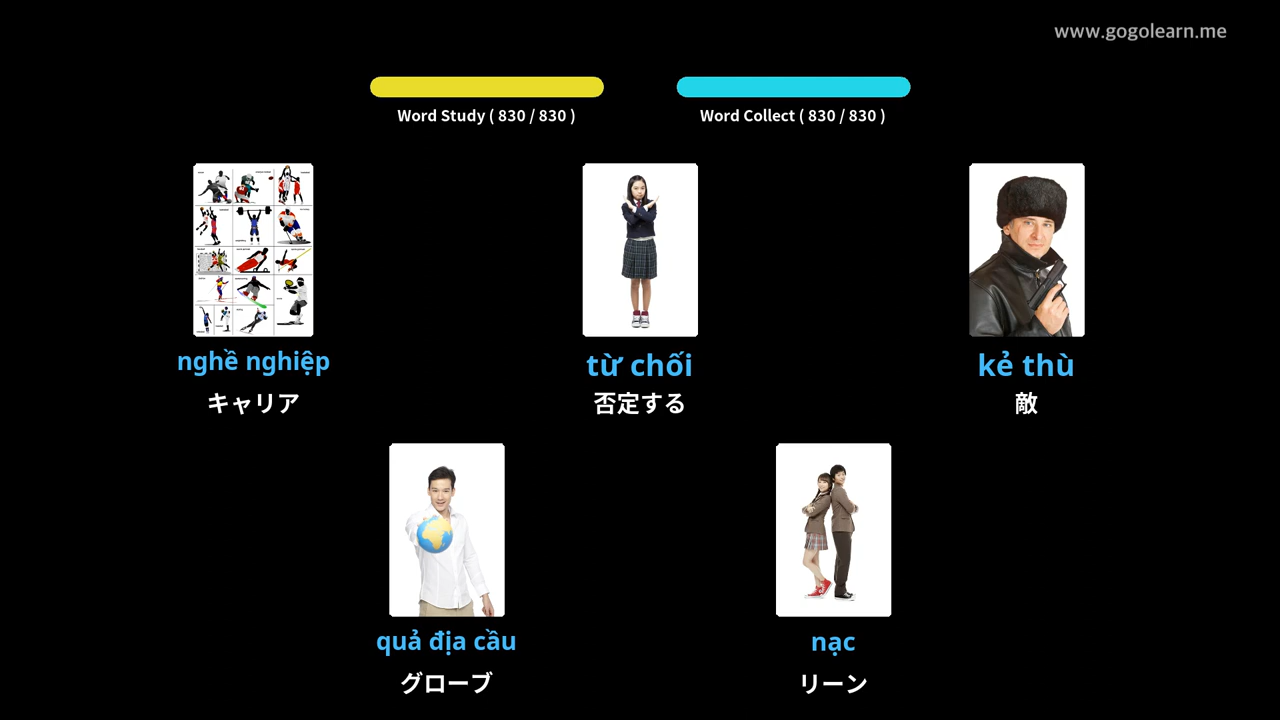 www.gogolearn.me
Word Study ( 830 / 830 )
Word Collect ( 830 / 830 )
nghề nghiệp
キャリア
từ chối
否定する
kẻ thù
敵
quả địa cầu
グローブ
nạc
リーン